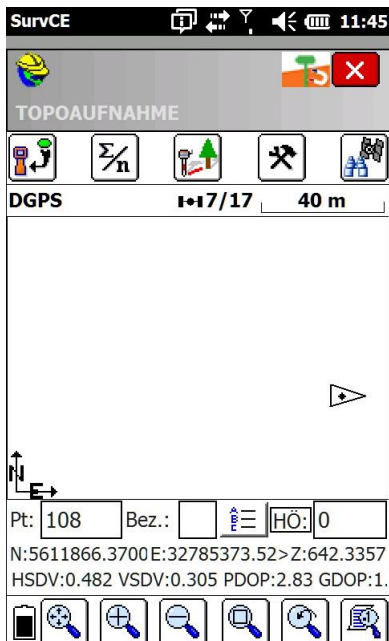 SurvCE 11:45
TOPOAUFNAHME
Σ/n
DGPS 7/17 40 m
N
E
Pt: 108 Bez.: HÖ: 0
N:5611866.3700 E:32785373.52> Z:642.3357
HSDV:0.482 VSDV:0.305 PDOP:2.83 GDOP:1.